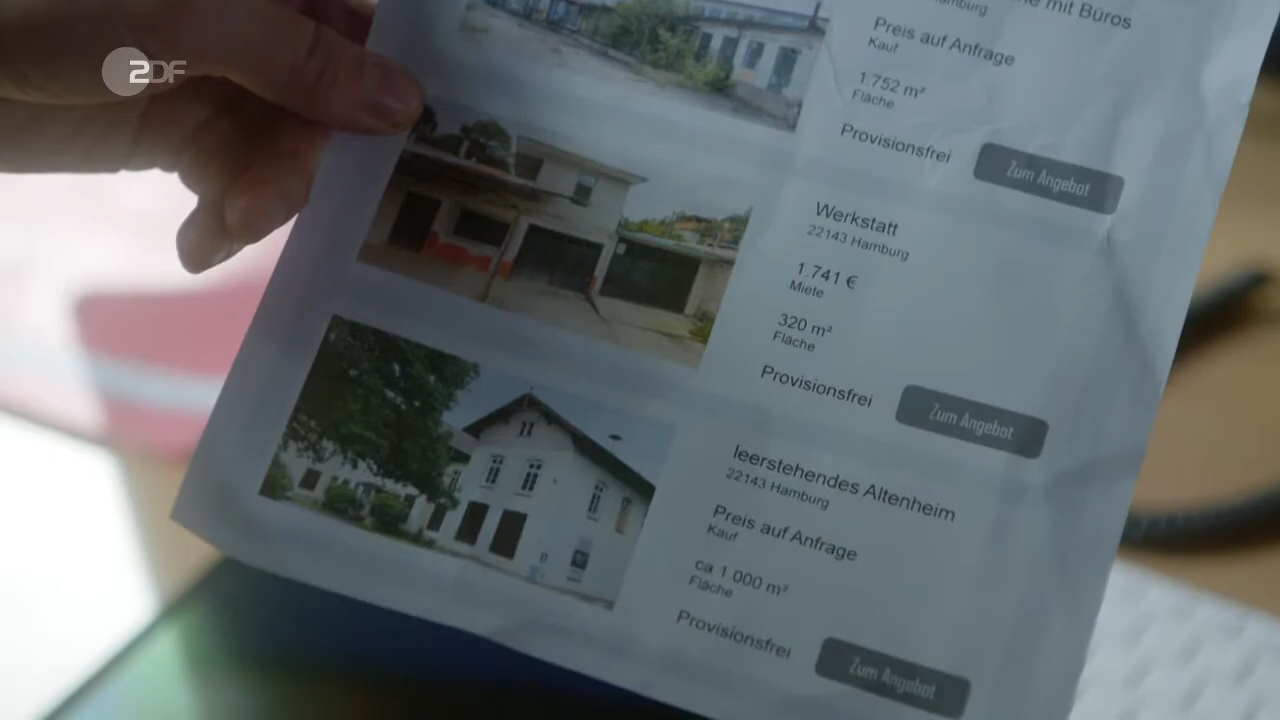 ZDF
mit Büros
Preis auf Anfrage
Kauf
1.752 m²
Fläche
Provisionsfrei
Zum Angebot
Werkstatt
22143 Hamburg
1.741 €
Miete
320 m²
Fläche
Provisionsfrei
Zum Angebot
leerstehendes Altenheim
22143 Hamburg
Preis auf Anfrage
Kauf
ca 1 000 m²
Fläche
Provisionsfrei
Zum Angebot